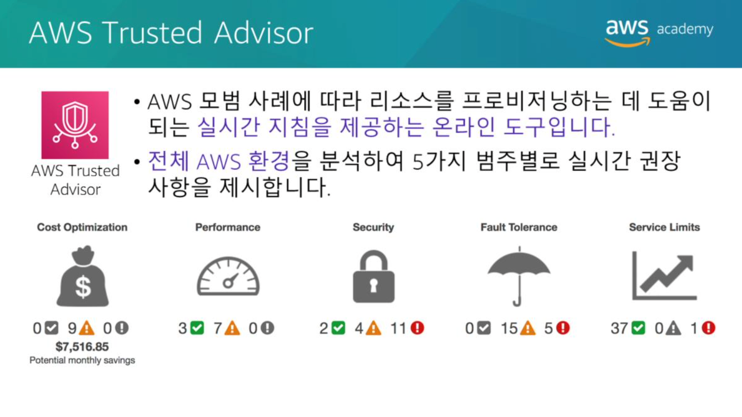 AWS Trusted Advisor
aws academy
• AWS 모범 사례에 따라 리소스를 프로비저닝하는 데 도움이
되는 실시간 지침을 제공하는 온라인 도구입니다.
• 전체 AWS 환경을 분석하여 5가지 범주별로 실시간 권장
사항을 제시합니다.
AWS Trusted
Advisor
Cost Optimization
Performance
Security
Fault Tolerance
Service Limits
$
0 9 0
3 7 0
2 4 11
0 15 5
37 0 1
$7,516.85
Potential monthly savings